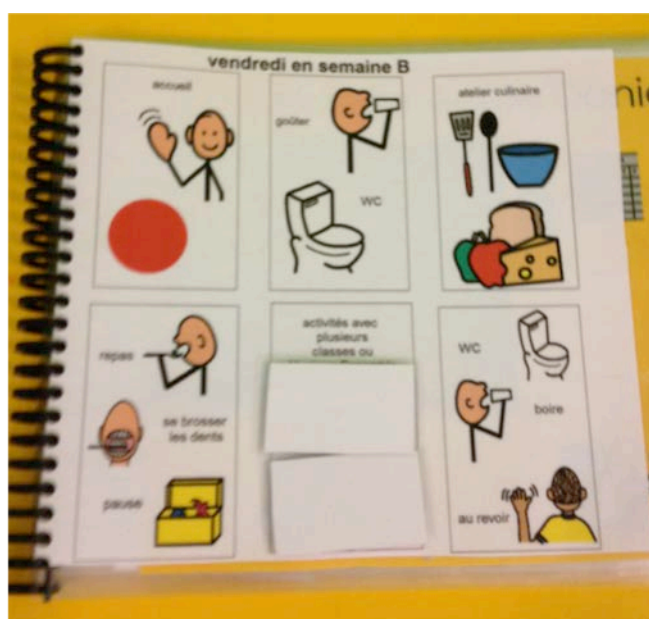 vendredi en semaine B
accueil
goûter
WC
atelier culinaire
repas
se brosser
les dents
pause
activités avec
plusieurs
classes ou
WC
boire
au revoir